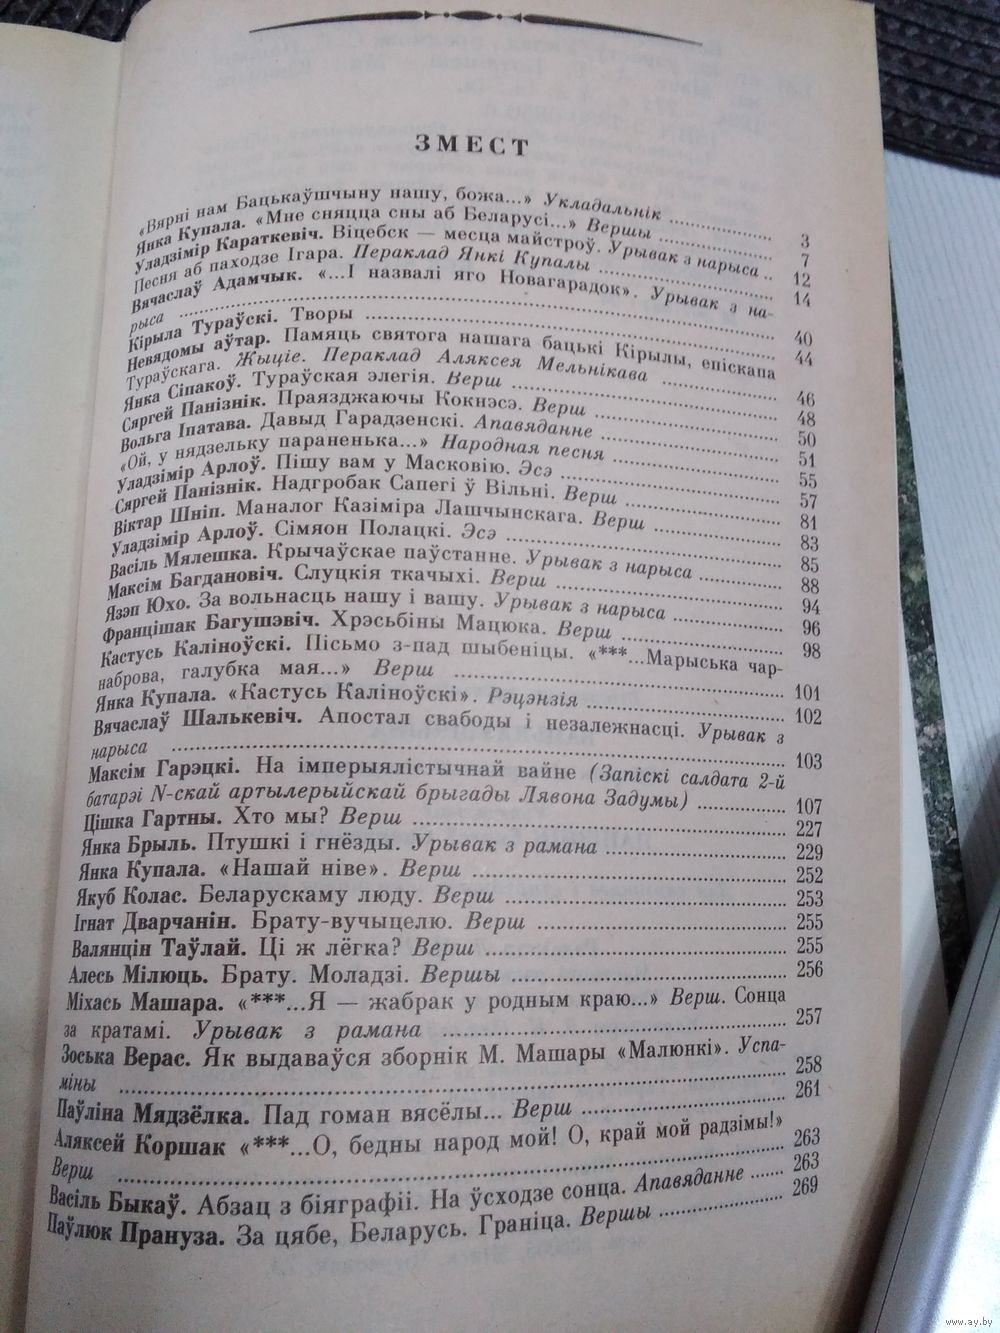 ЗМЕСТ
«Вярні нам Бацькаўшчыну нашу, божа...» Укладальнік ........ 3
Янка Купала. «Мне сняцца сны аб Беларусі...» Вершы ........ 7
Уладзімір Караткевіч. Віцебск — месца майстроў. Урывак з нарыса .. 12
Песня аб паходзе Ігара. Пераклад Янкі Купалы ........ 14
Вячаслаў Адамчык. «...І назвалі яго Новагарадок». Урывак з на-
рыса ........ 40
Кірыла Тураўскі. Творы ........ 44
Невядомы аўтар. Памяць святога нашага бацькі Кірылы, епіскапа
Тураўскага. Жыціе. Пераклад Аляксея Мельнікава ........ 46
Янка Сіпакоў. Тураўская элегія. Верш ........ 48
Сяргей Панізнік. Праязджаючы Кокнэсэ. Верш ........ 50
Вольга Іпатава. Давыд Гарадзенскі. Апавяданне ........ 51
«Ой, у нядзельку параненька...» Народная песня ........ 55
Уладзімір Арлоў. Пішу вам у Масковію. Эсэ ........ 57
Сяргей Панізнік. Надгробак Сапегі ў Вільні. Верш ........ 81
Віктар Шніп. Маналог Казіміра Лашчынскага. Верш ........ 83
Уладзімір Арлоў. Сімяон Полацкі. Эсэ ........ 85
Васіль Мялешка. Крычаўскае паўстанне. Урывак з нарыса ........ 88
Максім Багдановіч. Слуцкія ткачыхі. Верш ........ 94
Язэп Юхо. За вольнасць нашу і вашу. Урывак з нарыса ........ 96
Францішак Багушэвіч. Хрэсьбіны Мацюка. Верш ........ 98
Кастусь Каліноўскі. Пісьмо з-пад шыбеніцы. «***...Марыська чар-
наброва, галубка мая...» Верш ........ 101
Янка Купала. «Кастусь Каліноўскі». Рэцэнзія ........ 102
Вячаслаў Шалькевіч. Апостал свабоды і незалежнасці. Урывак з
нарыса ........ 103
Максім Гарэцкі. На імперыялістычнай вайне (Запіскі салдата 2-й
батарэі N-скай артылерыйскай брыгады Лявона Задумы) ........ 107
Цішка Гартны. Хто мы? Верш ........ 227
Янка Брыль. Птушкі і гнёзды. Урывак з рамана ........ 229
Янка Купала. «Нашай ніве». Верш ........ 252
Якуб Колас. Беларускаму люду. Верш ........ 253
Ігнат Дварчанін. Брату-вучыцелю. Верш ........ 255
Валянцін Таўлай. Ці ж лёгка? Верш ........ 255
Алесь Мілюць. Брату. Моладзі. Вершы ........ 256
Міхась Машара. «***...Я — жабрак у родным краю...» Верш. Сонца
за кратамі. Урывак з рамана ........ 257
Зоська Верас. Як выдаваўся зборнік М. Машары «Малюнкі». Успа-
міны ........ 258
Паўліна Мядзёлка. Пад гоман вясёлы... Верш ........ 261
Аляксей Коршак «***...О, бедны народ мой! О, край мой радзімы!»
Верш ........ 263
Васіль Быкаў. Абзац з біяграфіі. На ўсходзе сонца. Апавяданне ...... 263
Паўлюк Прануза. За цябе, Беларусь. Граніца. Вершы ........ 269
www.ay.by